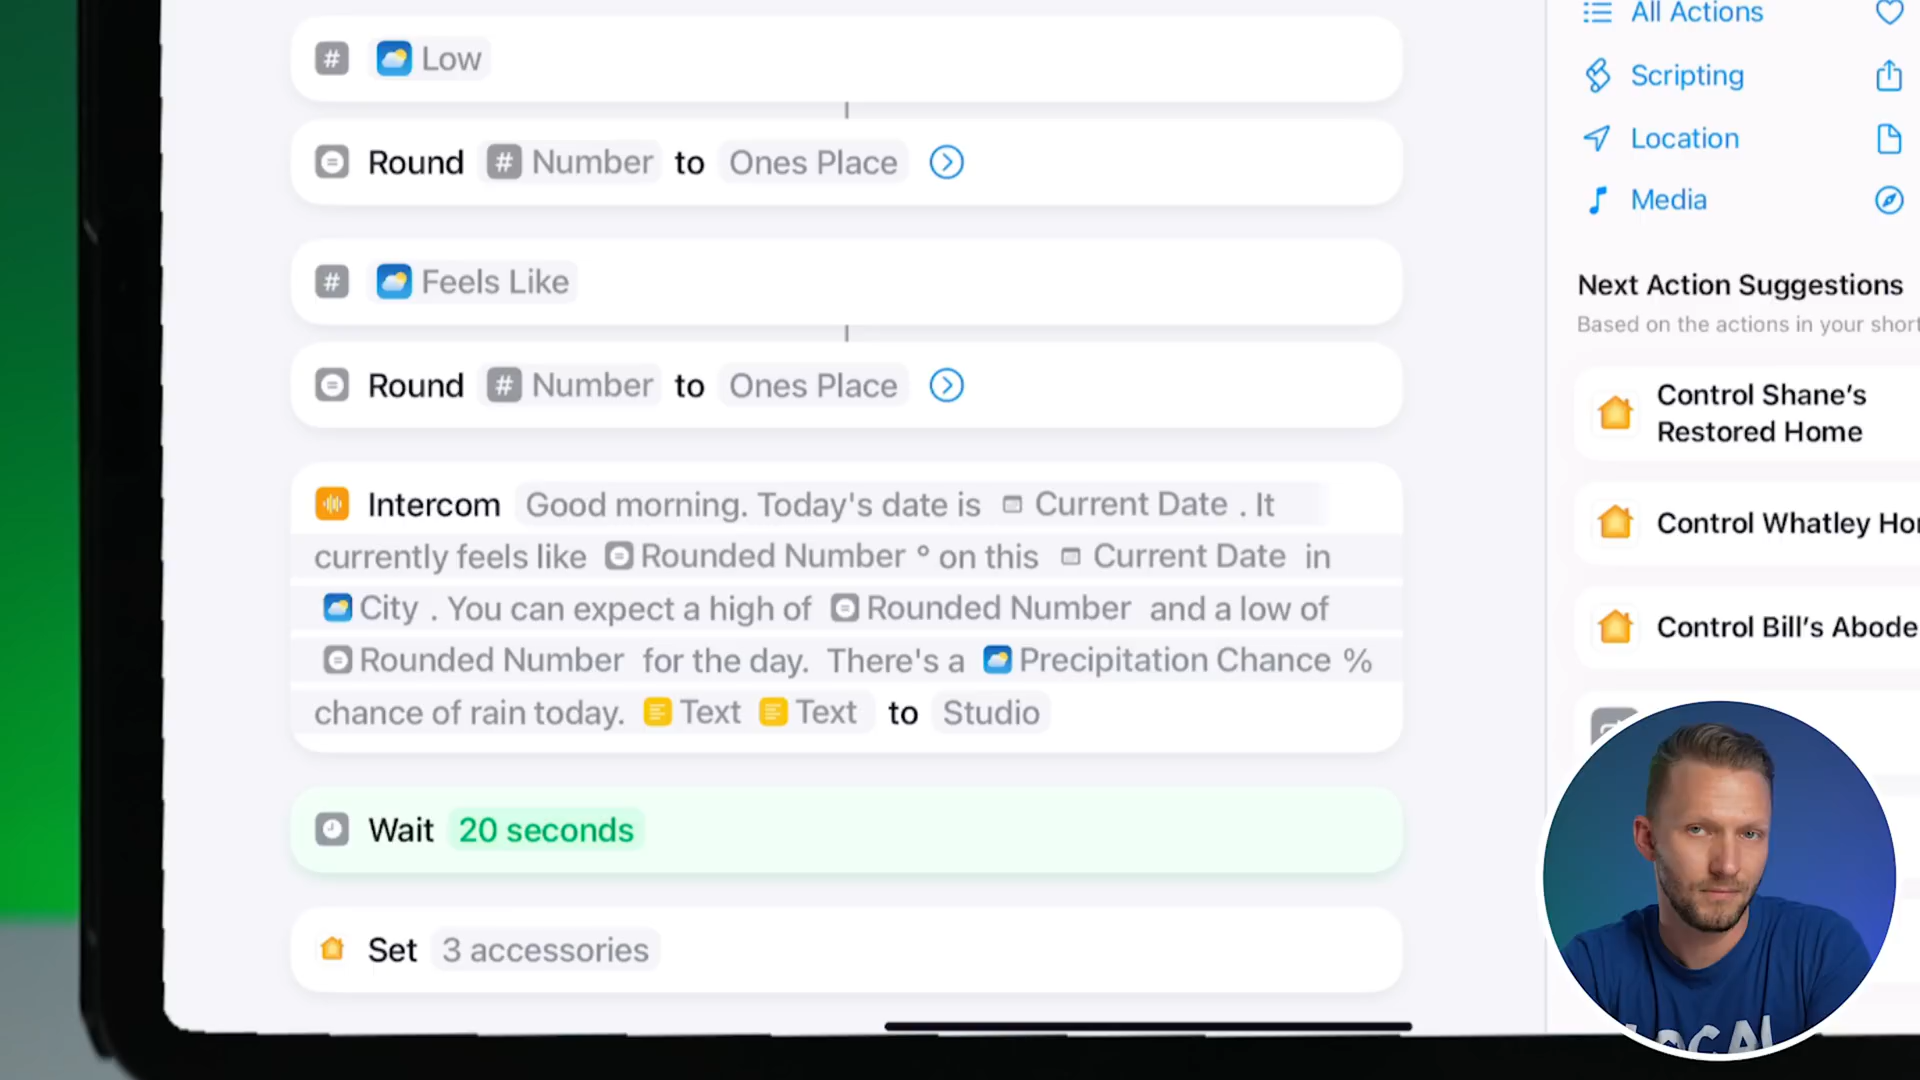 # Low
Round # Number to Ones Place
# Feels Like
Round # Number to Ones Place
Intercom Good morning. Today's date is Current Date . It
currently feels like Rounded Number ° on this Current Date in
City . You can expect a high of Rounded Number and a low of
Rounded Number for the day. There's a Precipitation Chance %
chance of rain today. Text Text to Studio
Wait 20 seconds
Set 3 accessories
All Actions
Scripting
Location
Media
Next Action Suggestions
Based on the actions in your short
Control Shane's
Restored Home
Control Whatley Ho
Control Bill's Abode
LOCAL